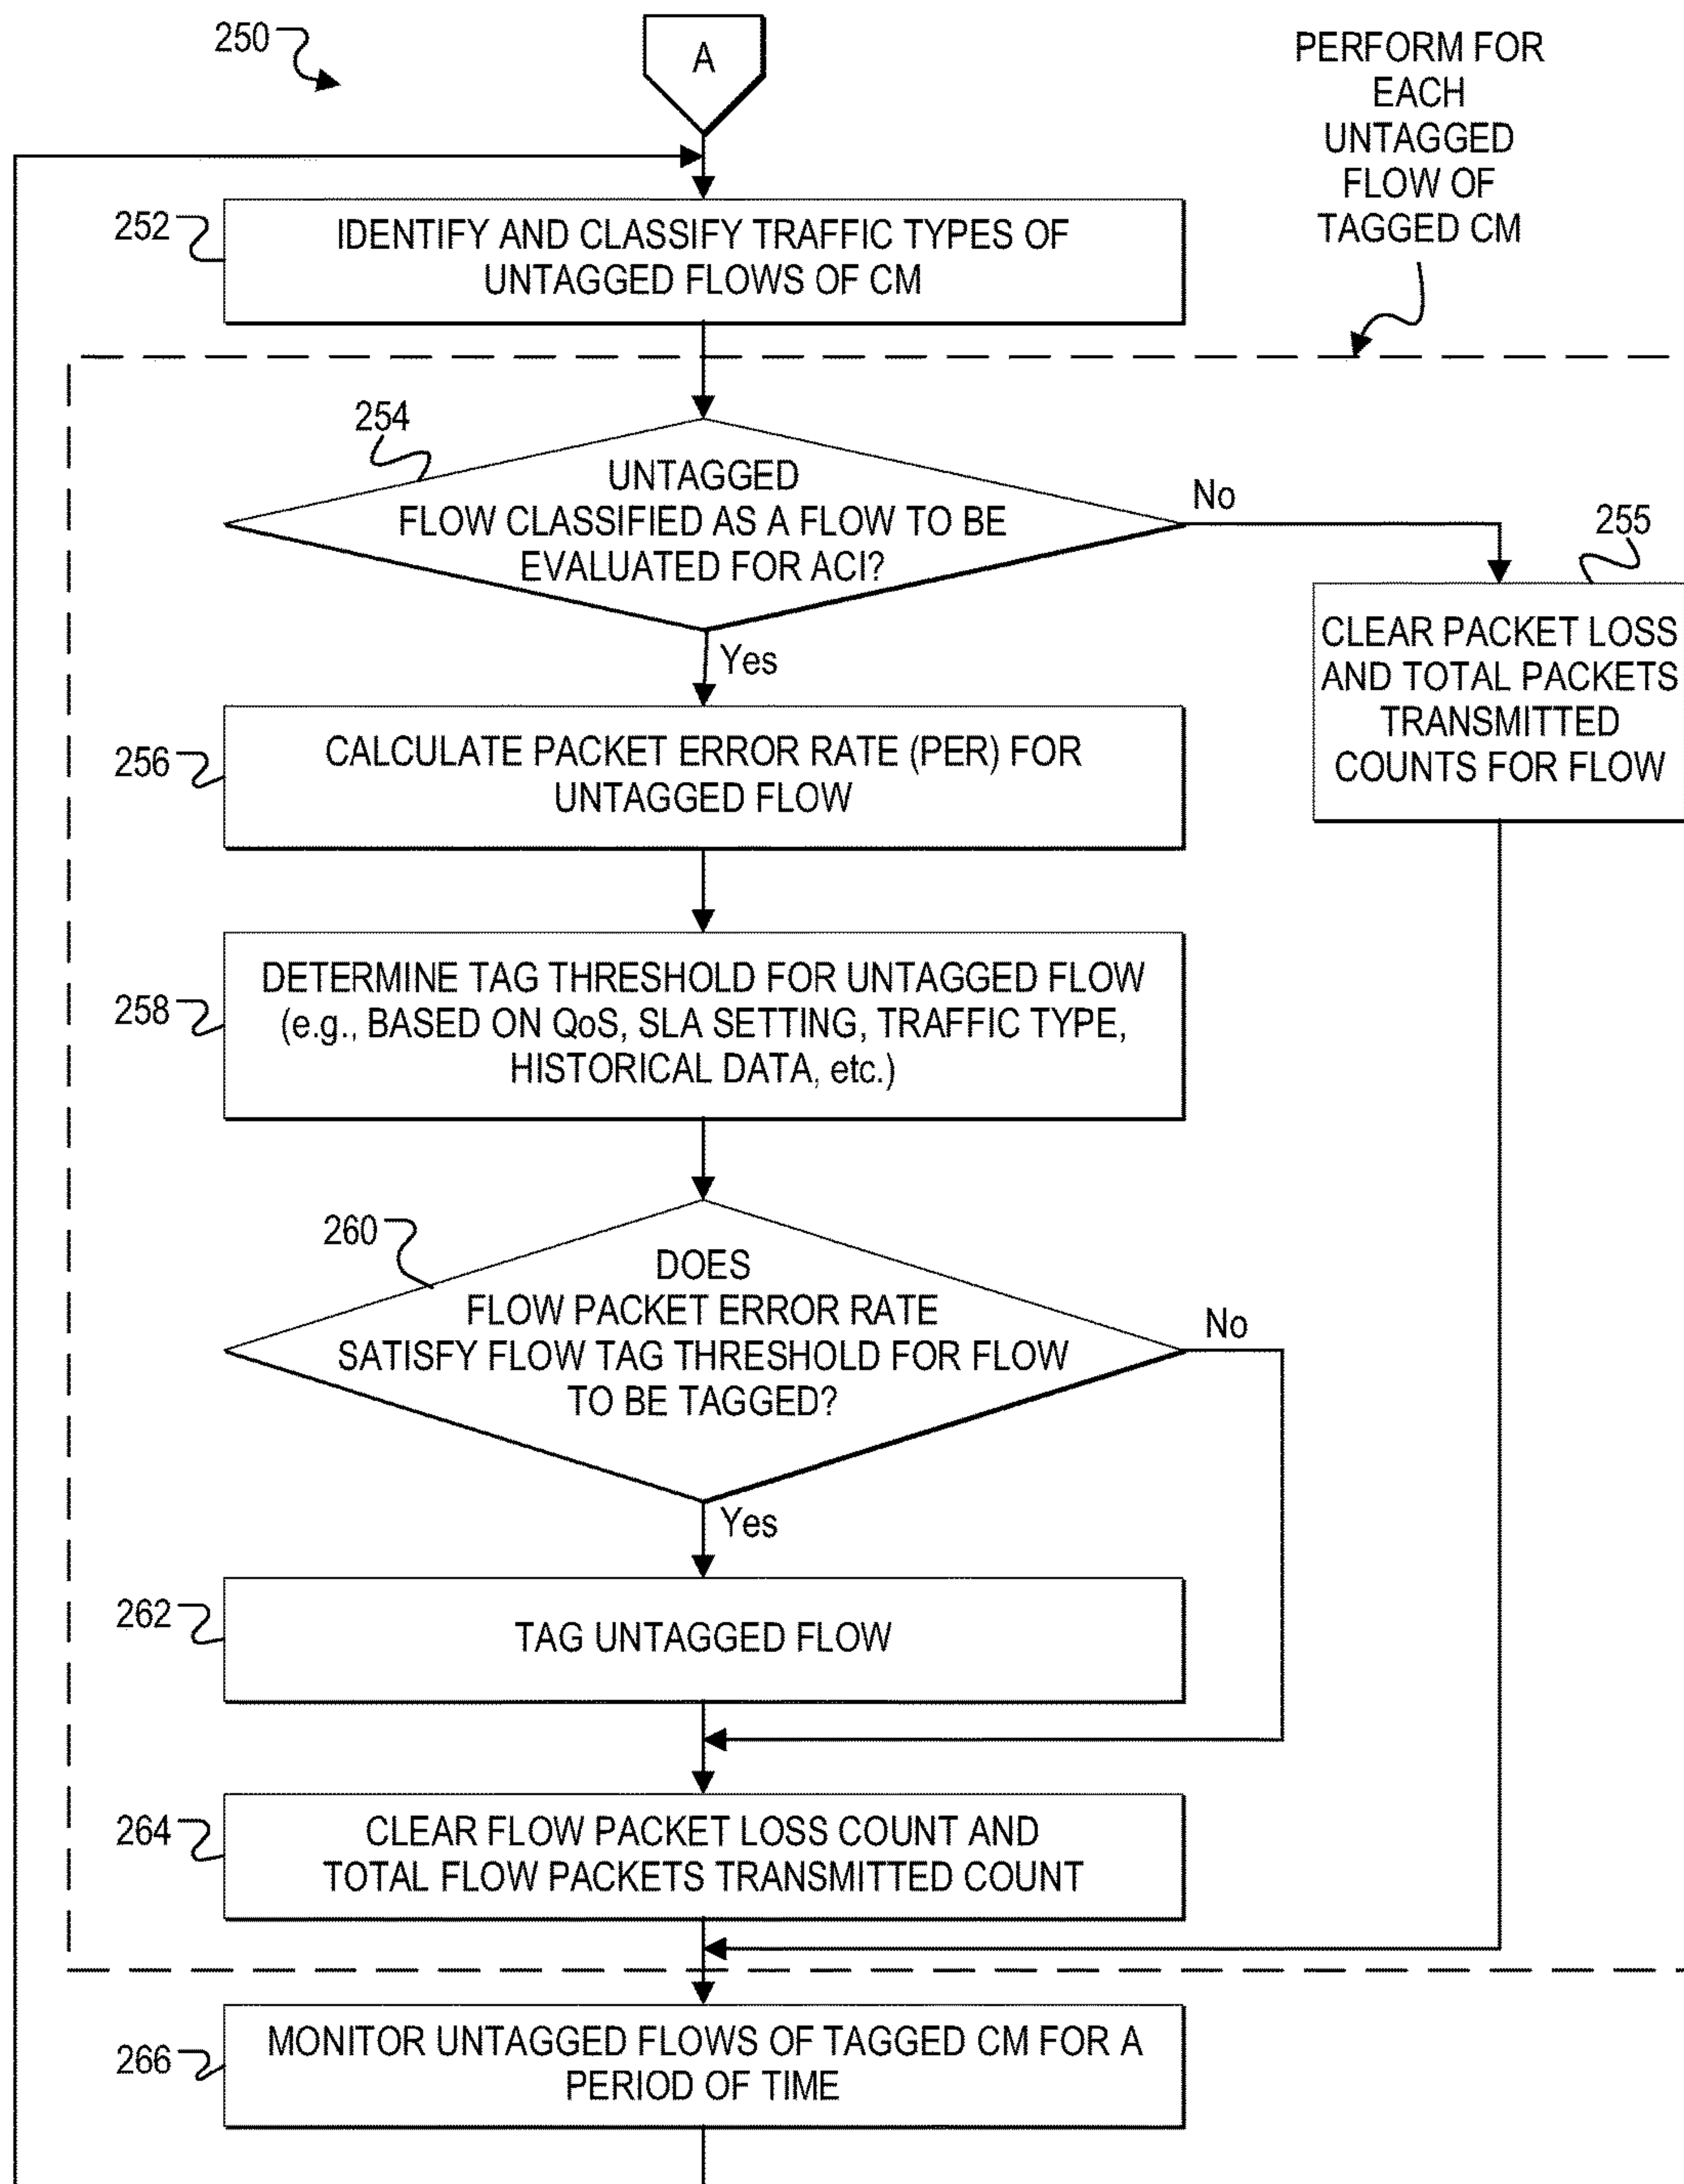 250
A
PERFORM FOR
EACH
UNTAGGED
FLOW OF
TAGGED CM
252
IDENTIFY AND CLASSIFY TRAFFIC TYPES OF
UNTAGGED FLOWS OF CM
254
UNTAGGED
FLOW CLASSIFIED AS A FLOW TO BE
EVALUATED FOR ACI?
No
255
CLEAR PACKET LOSS
AND TOTAL PACKETS
TRANSMITTED
COUNTS FOR FLOW
Yes
256
CALCULATE PACKET ERROR RATE (PER) FOR
UNTAGGED FLOW
258
DETERMINE TAG THRESHOLD FOR UNTAGGED FLOW
(e.g., BASED ON QoS, SLA SETTING, TRAFFIC TYPE,
HISTORICAL DATA, etc.)
260
DOES
FLOW PACKET ERROR RATE
SATISFY FLOW TAG THRESHOLD FOR FLOW
TO BE TAGGED?
No
Yes
262
TAG UNTAGGED FLOW
264
CLEAR FLOW PACKET LOSS COUNT AND
TOTAL FLOW PACKETS TRANSMITTED COUNT
266
MONITOR UNTAGGED FLOWS OF TAGGED CM FOR A
PERIOD OF TIME